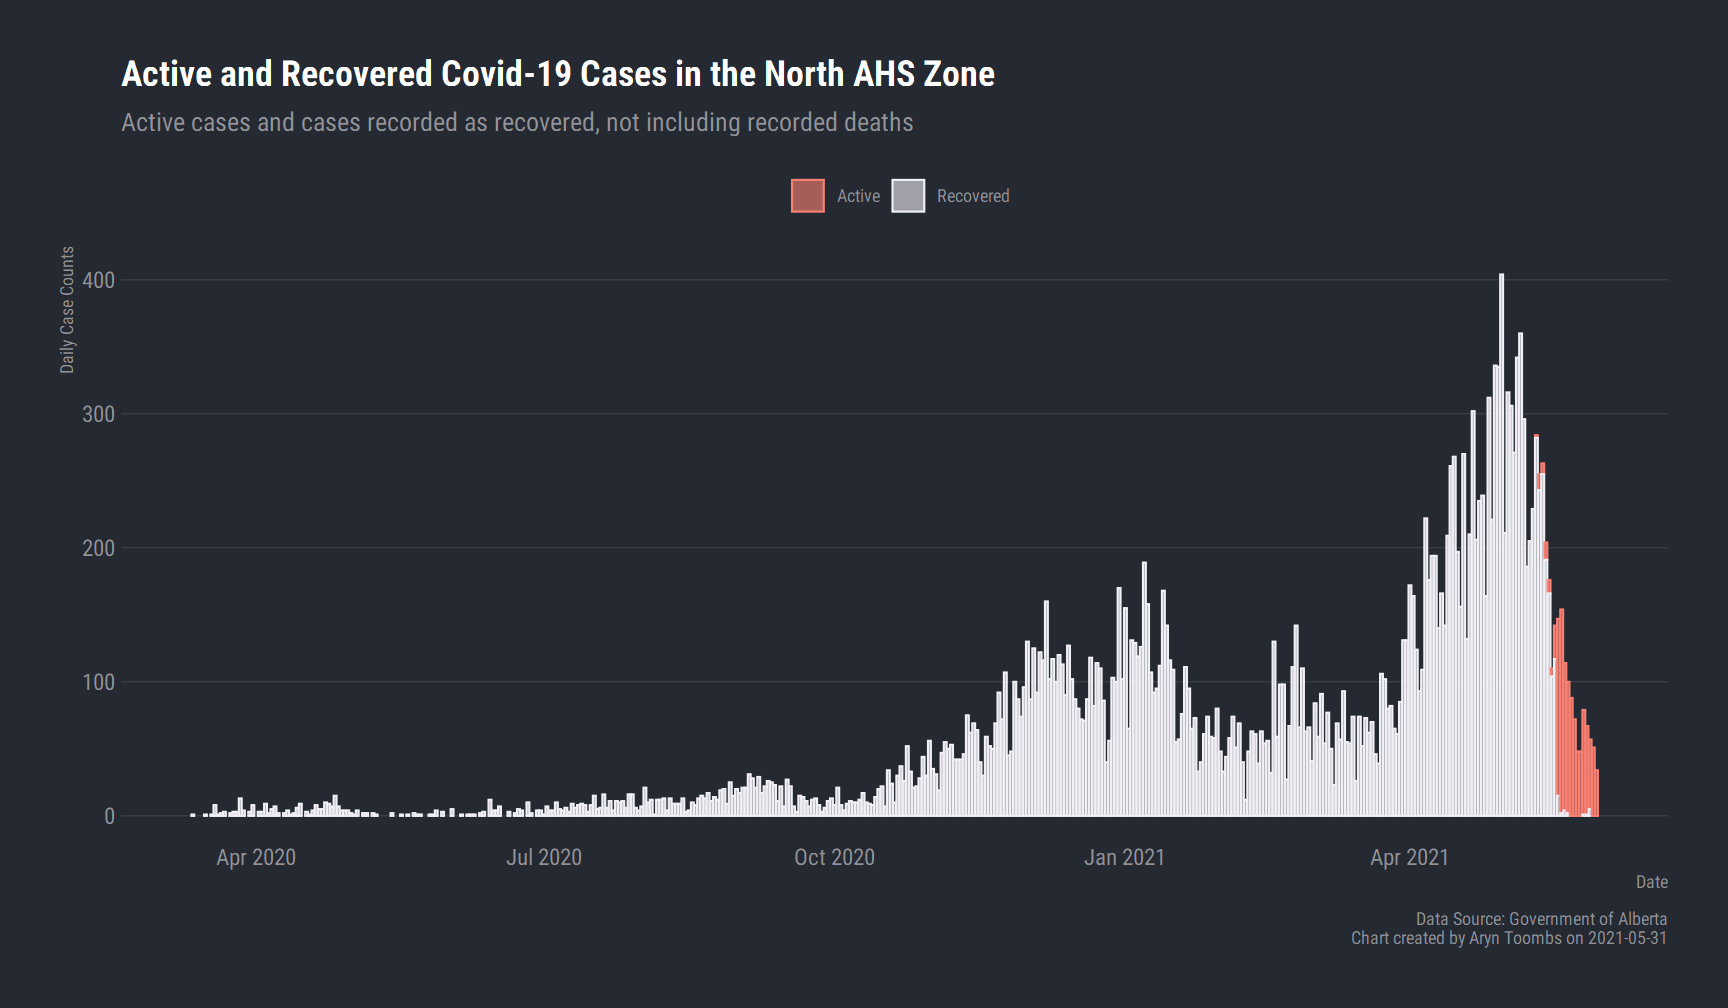 Active and Recovered Covid-19 Cases in the North AHS Zone
Active cases and cases recorded as recovered, not including recorded deaths
Active
Recovered
Daily Case Counts
400
300
200
100
0
Apr 2020
Jul 2020
Oct 2020
Jan 2021
Apr 2021
Date
Data Source: Government of Alberta
Chart created by Aryn Toombs on 2021-05-31